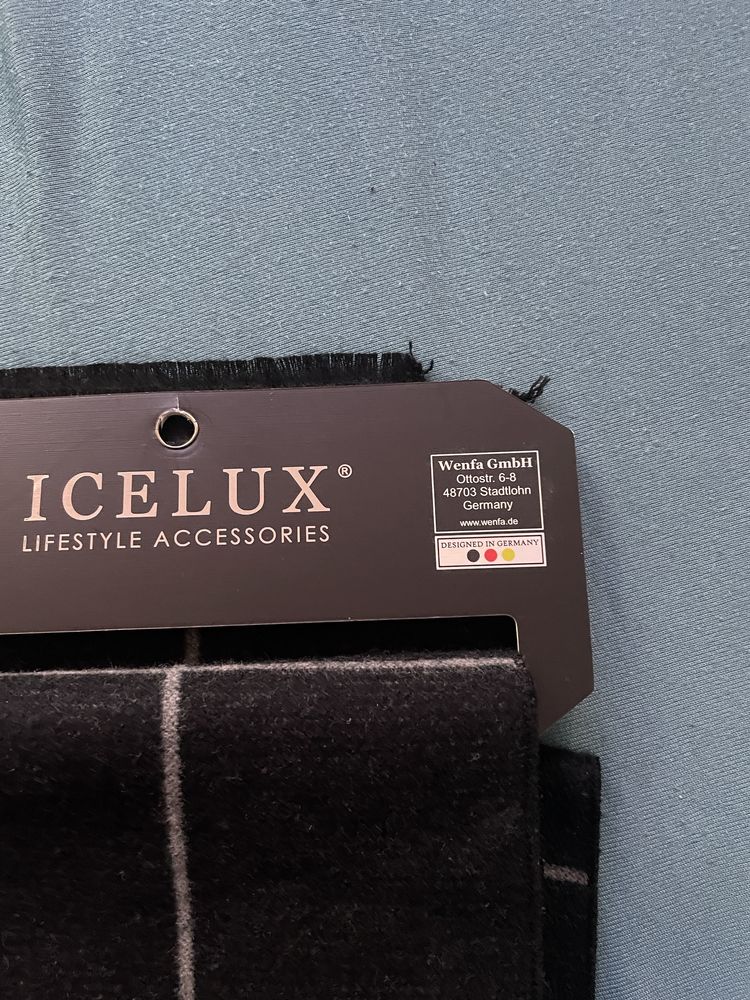 ICELUX®
LIFESTYLE ACCESSORIES
Wenfa GmbH
Ottostr. 6-8
48703 Stadtlohn
Germany
www.wenfa.de
DESIGNED IN GERMANY